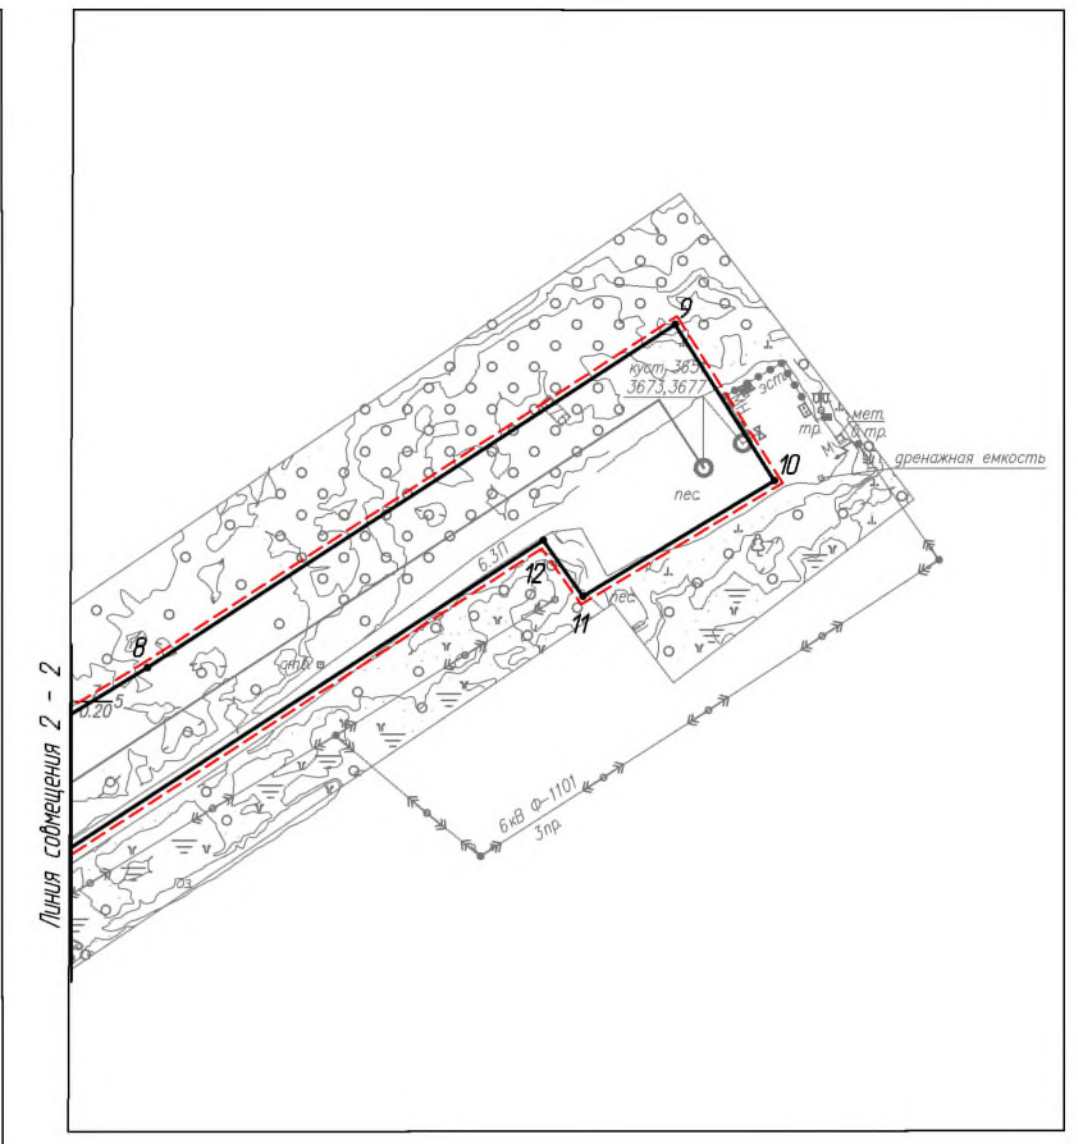 9
куст 365
3673,3677
эст.
мет.
тр.
б.тр.
М
10
дренажная емкость
пес.
6.3П
12
11
пес.
8
5
0.20
Линия совмещения 2 - 2
6кВ Ф-1101
3пр.